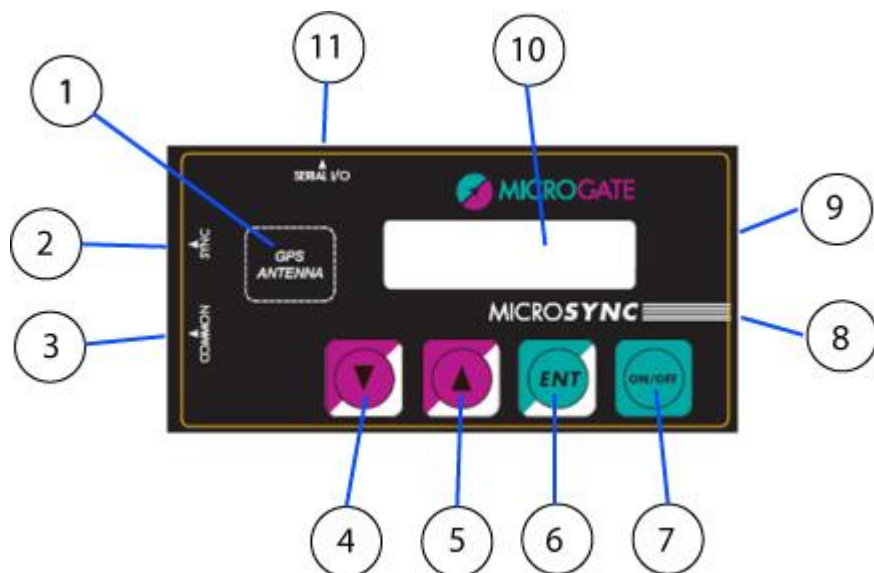 11
10
1
SERIAL I/O
MICROGATE
9
2
SYNC
GPS
ANTENNA
MICROSYNC
8
3
COMMON
▼
▲
ENT
ON/OFF
4
5
6
7